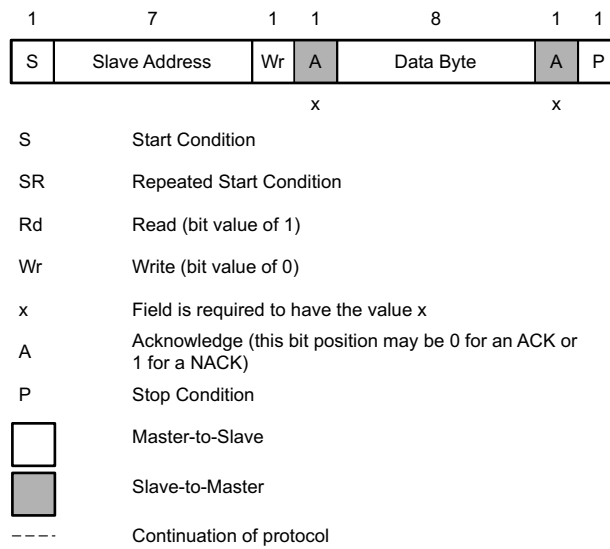 1 7 1 1 8 1 1
S Slave Address Wr A Data Byte A P
x x
S Start Condition
SR Repeated Start Condition
Rd Read (bit value of 1)
Wr Write (bit value of 0)
x Field is required to have the value x
A Acknowledge (this bit position may be 0 for an ACK or
1 for a NACK)
P Stop Condition
Master-to-Slave
Slave-to-Master
Continuation of protocol